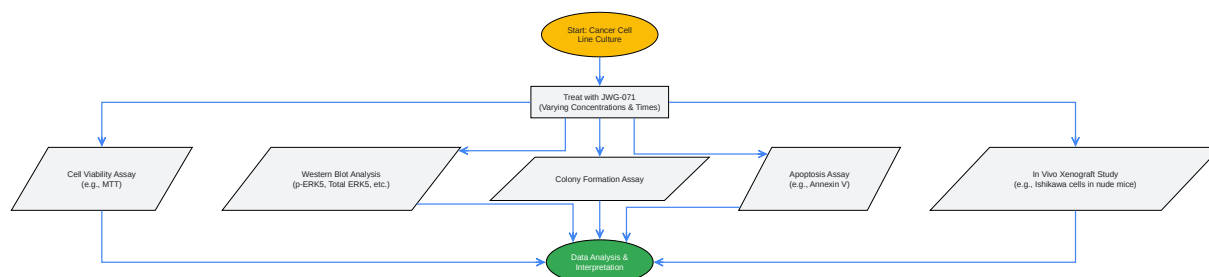 Start: Cancer Cell
Line Culture
Treat with JWG-071
(Varying Concentrations & Times)
Cell Viability Assay
(e.g., MTT)
Western Blot Analysis
(p-ERK5, Total ERK5, etc.)
Colony Formation Assay
Apoptosis Assay
(e.g., Annexin V)
In Vivo Xenograft Study
(e.g., Ishikawa cells in nude mice)
Data Analysis &
Interpretation